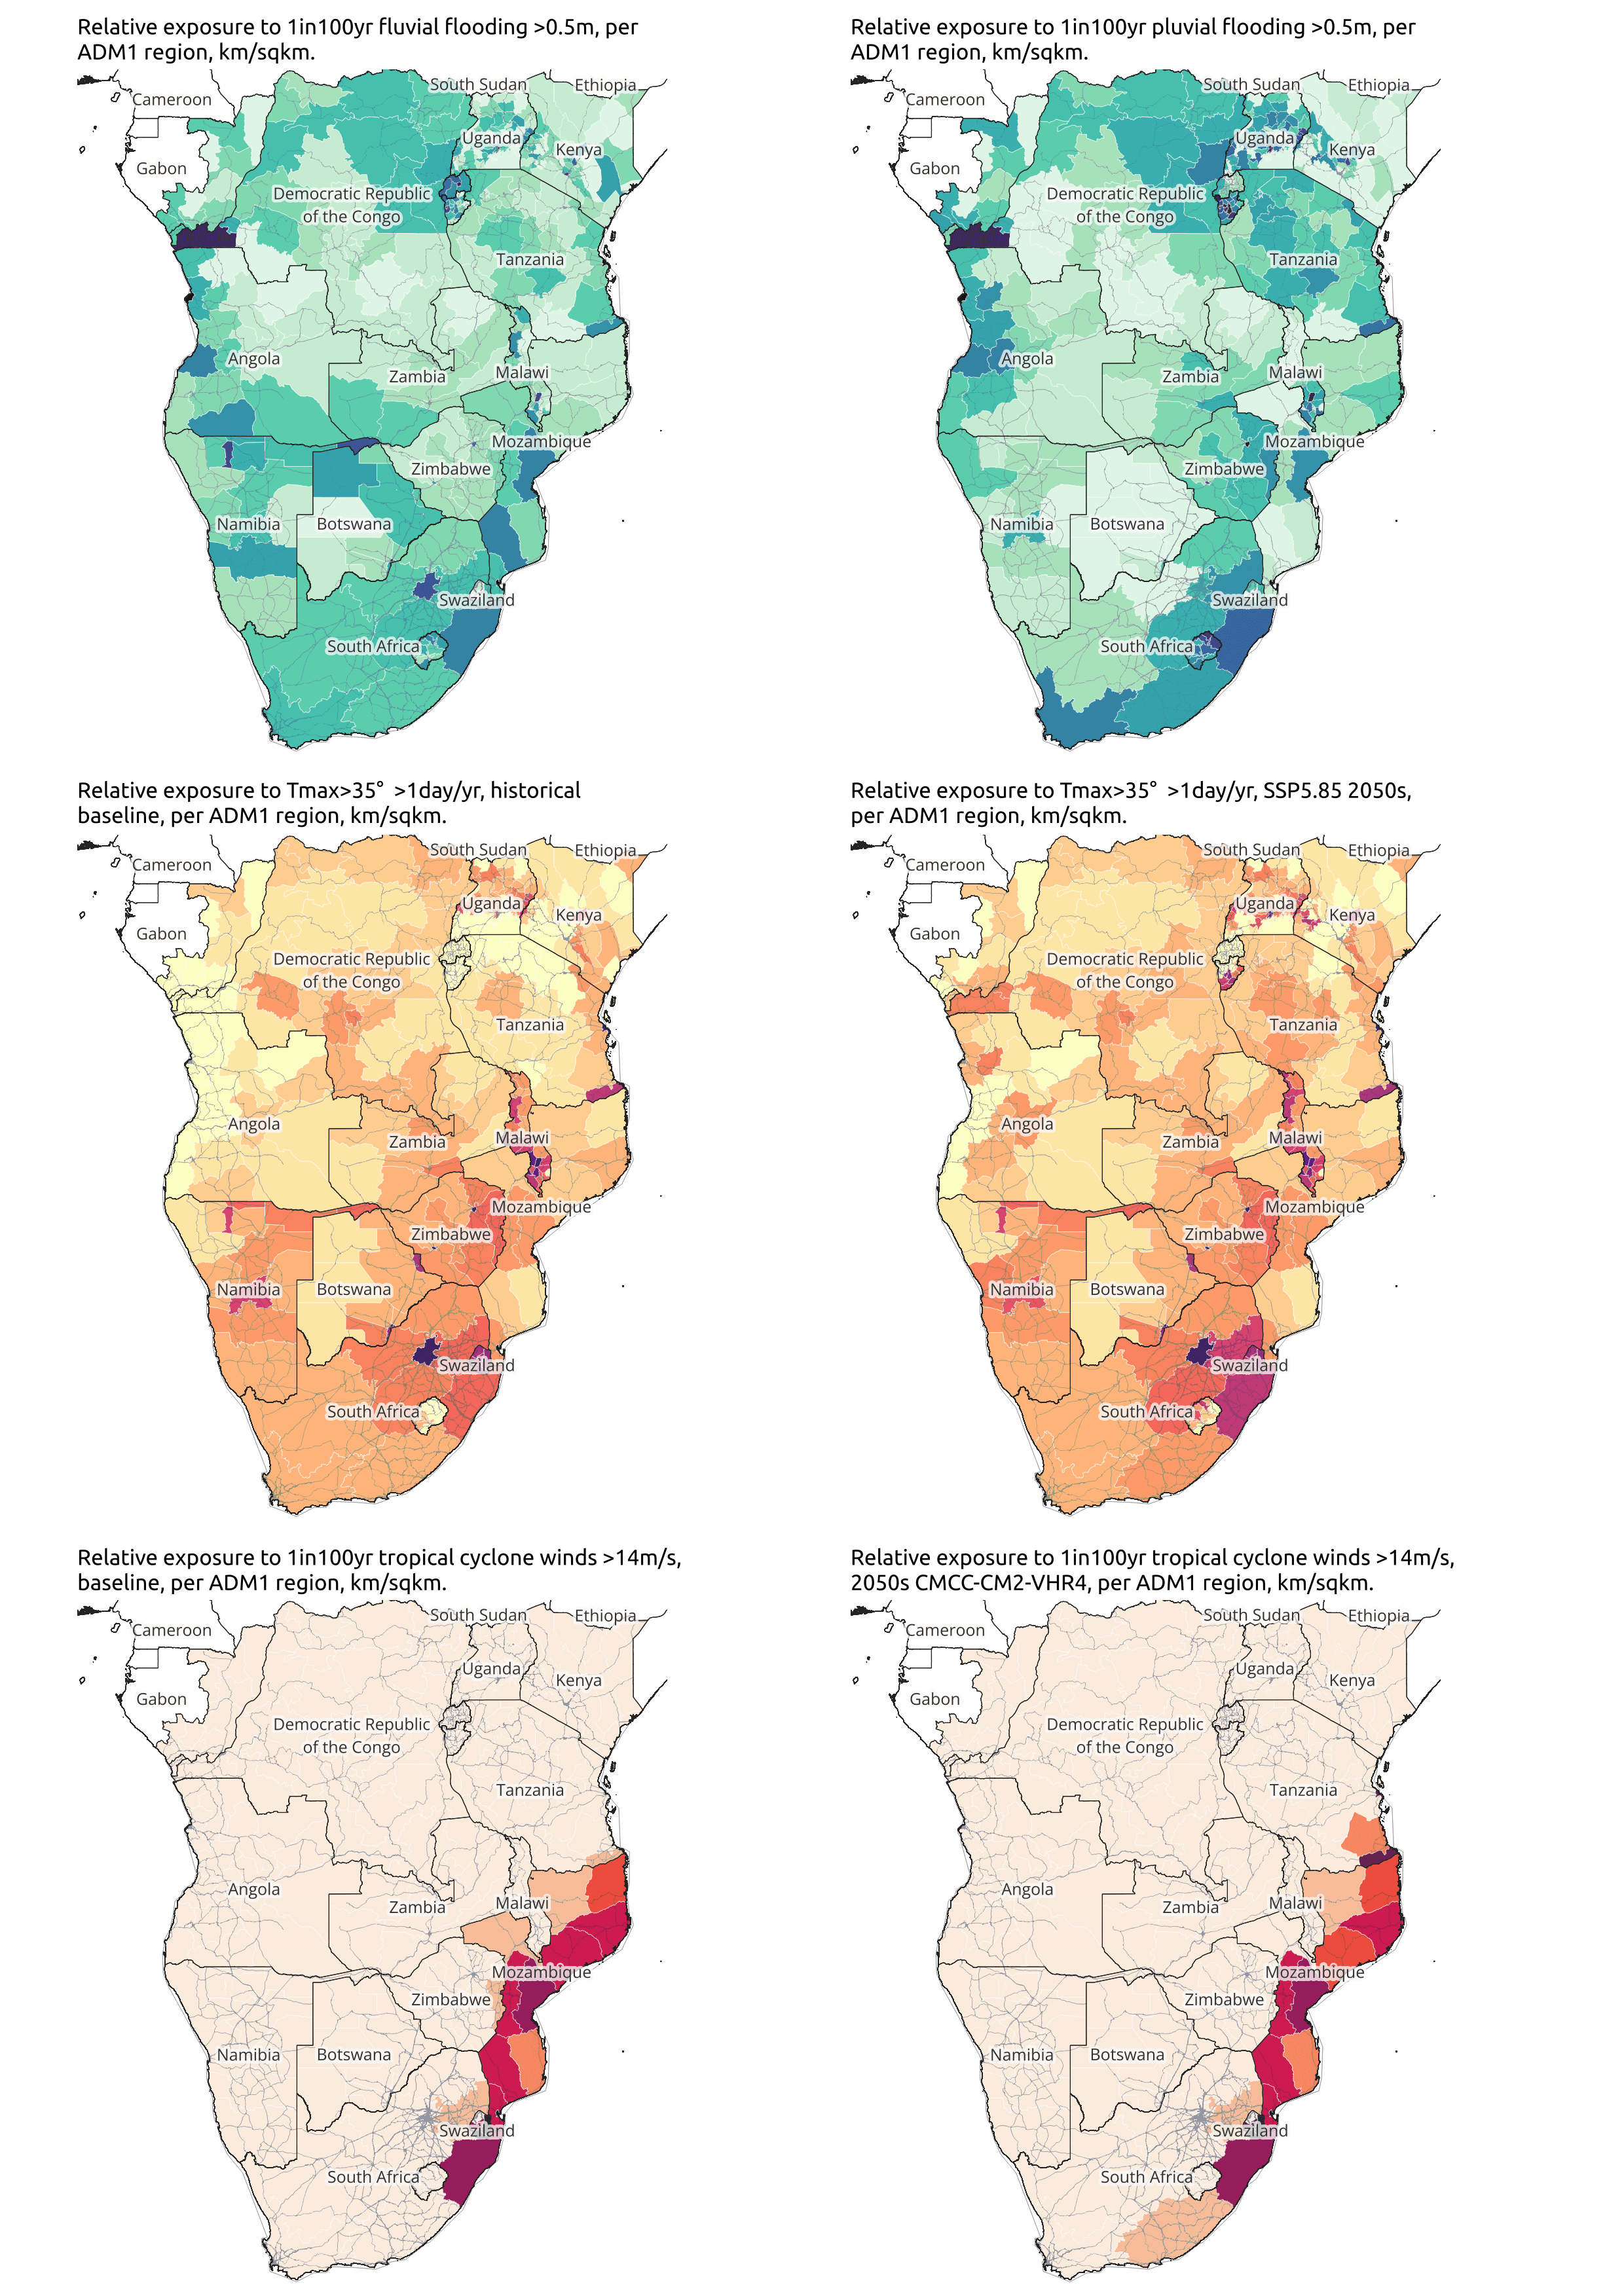 Relative exposure to 1in100yr fluvial flooding >0.5m, per
ADM1 region, km/sqkm.
South Sudan
Ethiopia
Cameroon
Uganda
Kenya
Gabon
Democratic Republic
of the Congo
Tanzania
Angola
Zambia
Malawi
Mozambique
Zimbabwe
Namibia
Botswana
Swaziland
South Africa
Relative exposure to 1in100yr pluvial flooding >0.5m, per
ADM1 region, km/sqkm.
South Sudan
Ethiopia
Cameroon
Uganda
Kenya
Gabon
Democratic Republic
of the Congo
Tanzania
Angola
Zambia
Malawi
Mozambique
Zimbabwe
Namibia
Botswana
Swaziland
South Africa
Relative exposure to Tmax>35° >1day/yr, historical
baseline, per ADM1 region, km/sqkm.
South Sudan
Ethiopia
Cameroon
Uganda
Kenya
Gabon
Democratic Republic
of the Congo
Tanzania
Angola
Zambia
Malawi
Mozambique
Zimbabwe
Namibia
Botswana
Swaziland
South Africa
Relative exposure to Tmax>35° >1day/yr, SSP5.85 2050s,
per ADM1 region, km/sqkm.
South Sudan
Ethiopia
Cameroon
Uganda
Kenya
Gabon
Democratic Republic
of the Congo
Tanzania
Angola
Zambia
Malawi
Mozambique
Zimbabwe
Namibia
Botswana
Swaziland
South Africa
Relative exposure to 1in100yr tropical cyclone winds >14m/s,
baseline, per ADM1 region, km/sqkm.
South Sudan
Ethiopia
Cameroon
Uganda
Kenya
Gabon
Democratic Republic
of the Congo
Tanzania
Angola
Zambia
Malawi
Mozambique
Zimbabwe
Namibia
Botswana
Swaziland
South Africa
Relative exposure to 1in100yr tropical cyclone winds >14m/s,
2050s CMCC-CM2-VHR4, per ADM1 region, km/sqkm.
South Sudan
Ethiopia
Cameroon
Uganda
Kenya
Gabon
Democratic Republic
of the Congo
Tanzania
Angola
Zambia
Malawi
Mozambique
Zimbabwe
Namibia
Botswana
Swaziland
South Africa